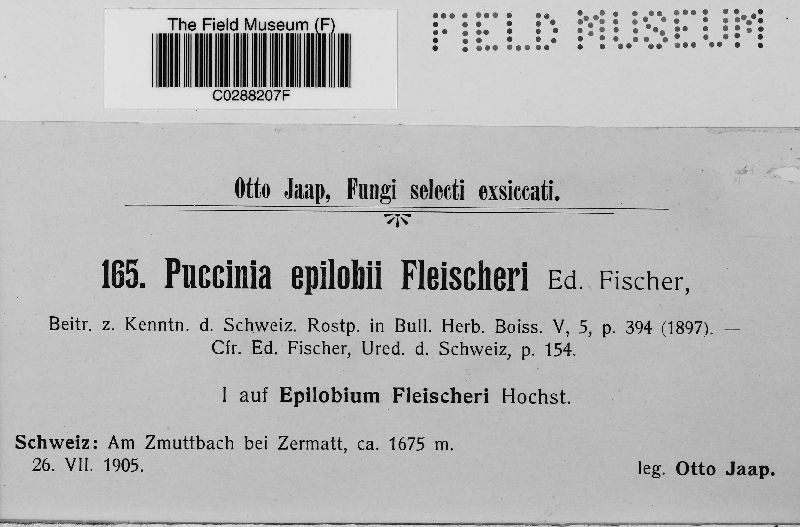 The Field Museum (F)
C0288207F
FIELD MUSEUM
Otto Jaap, Fungi selecti exsiccati.
165. Puccinia epilobii Fleischeri Ed. Fischer,
Beitr. z. Kenntn. d. Schweiz. Rostp. in Bull. Herb. Boiss. V, 5, p. 394 (1897). —
Cfr. Ed. Fischer, Ured. d. Schweiz, p. 154.
I auf Epilobium Fleischeri Hochst.
Schweiz: Am Zmuttbach bei Zermatt, ca. 1675 m.
26. VII. 1905.
leg. Otto Jaap.